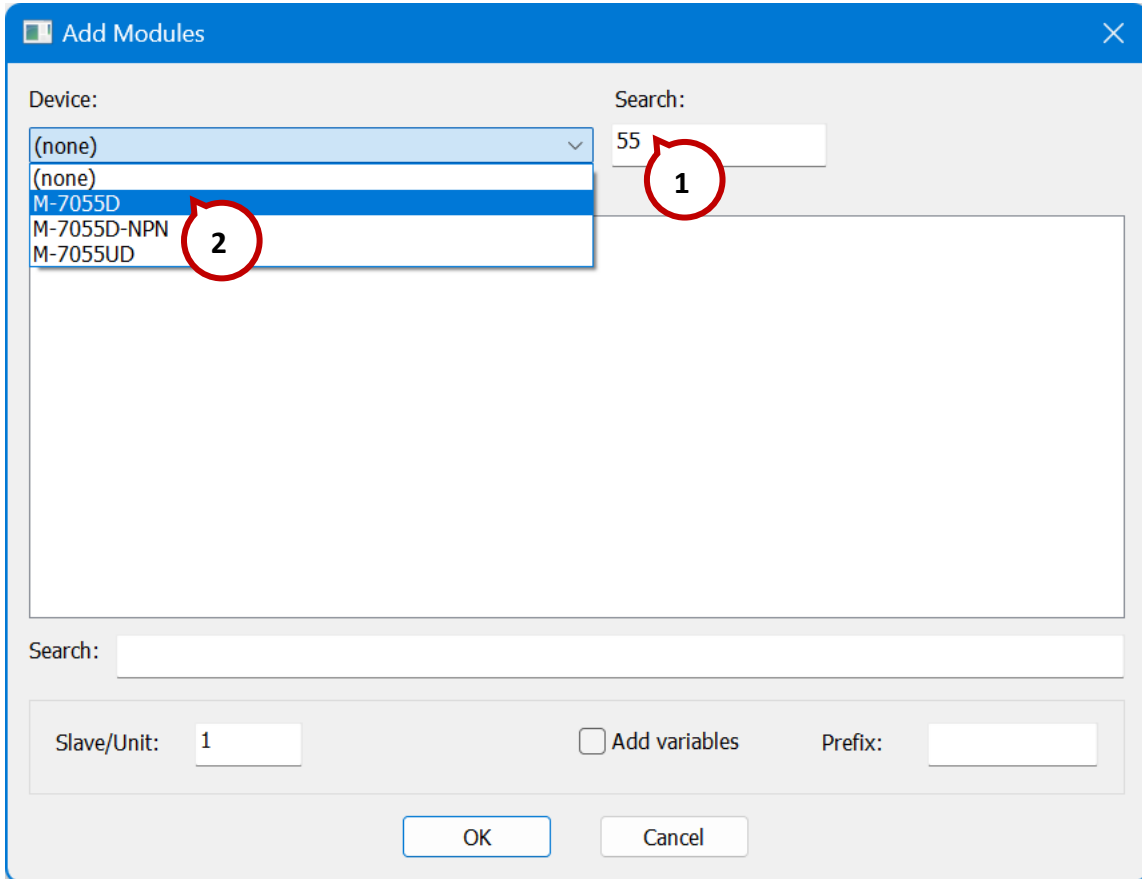 Add Modules
Device:
Search:
(none)
55
(none)
1
M-7055D
M-7055D-NPN
2
M-7055UD
Search:
Slave/Unit:
1
Add variables
Prefix:
OK
Cancel